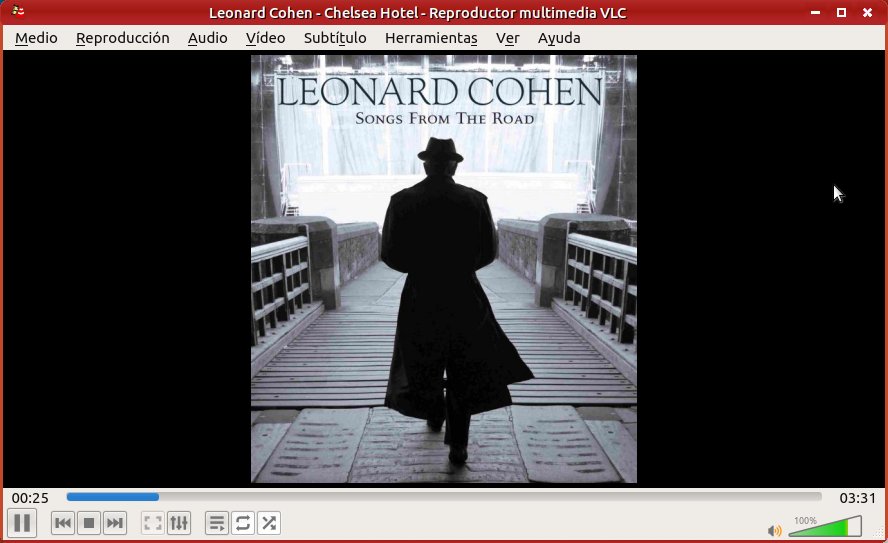 Leonard Cohen - Chelsea Hotel - Reproductor multimedia VLC
Medio Reproducción Audio Vídeo Subtítulo Herramientas Ver Ayuda
LEONARD COHEN
SONGS FROM THE ROAD
00:25 03:31
100%